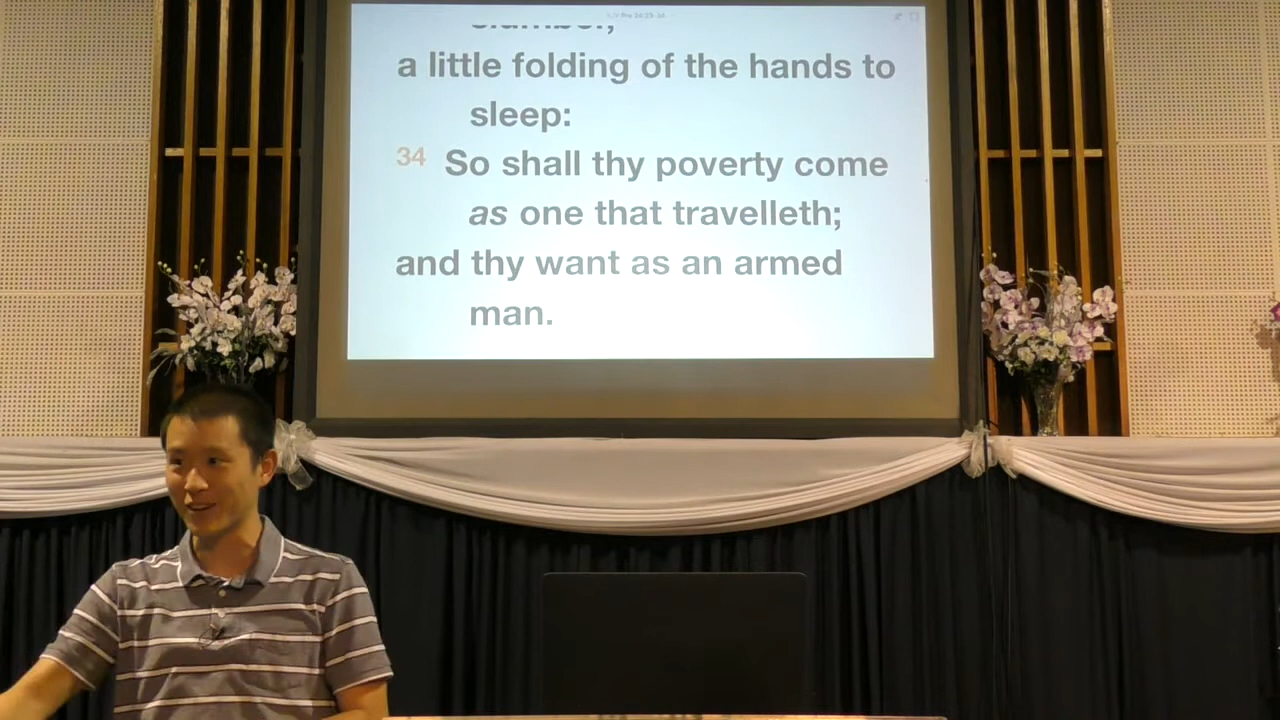 slumber;
a little folding of the hands to
sleep:
34 So shall thy poverty come
as one that travelleth;
and thy want as an armed
man.